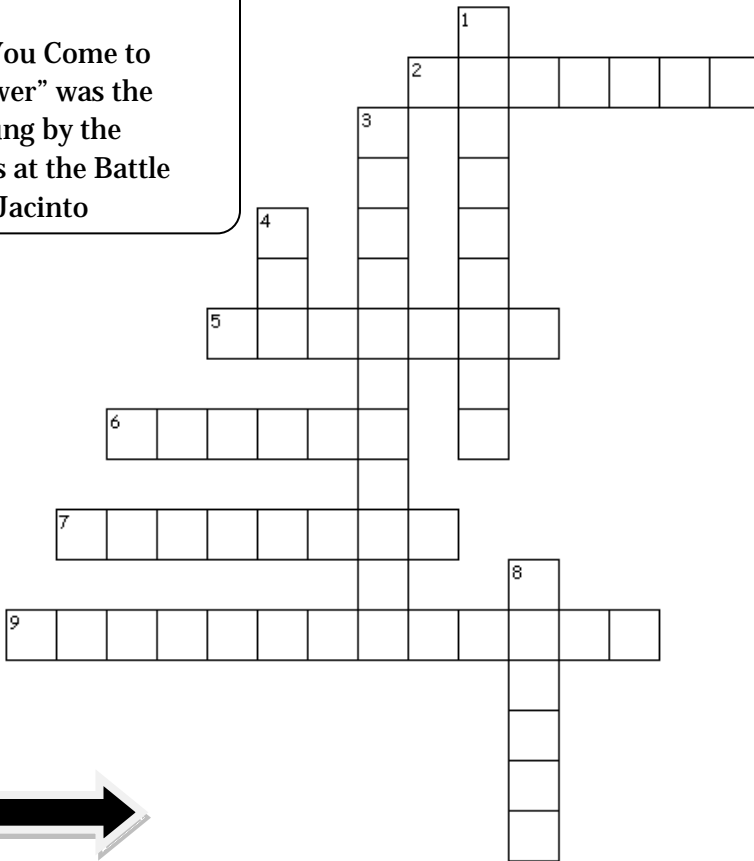 You Come to
wer” was the
ng by the
s at the Battle
Jacinto
1
2
3
4
5
6
7
8
9